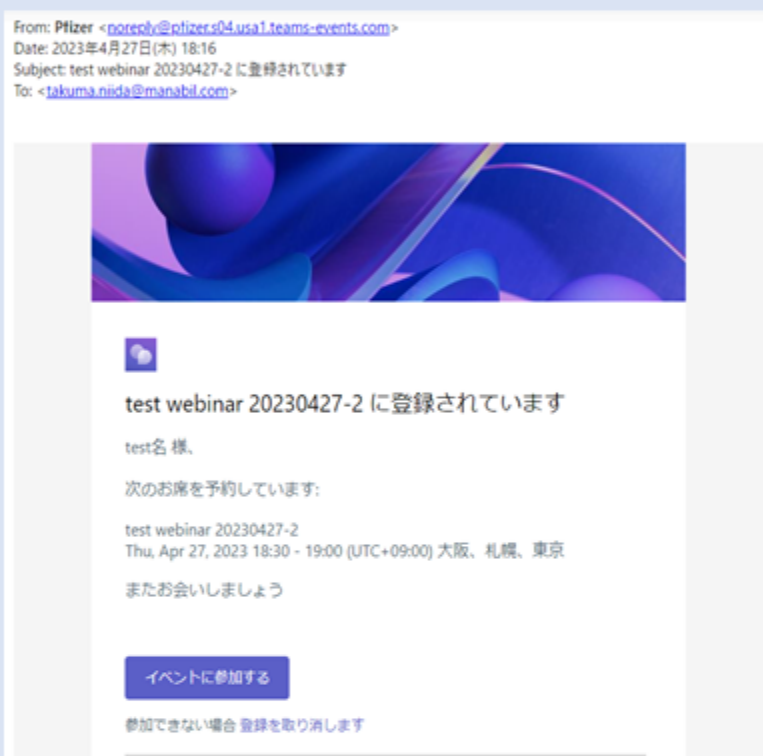 From: Pfizer <noreply@pfizer.s04.usa1.teams-events.com>
Date: 2023年4月27日(木) 18:16
Subject: test webinar 20230427-2 に登録されています
To: <takuma.niida@manabil.com>
test webinar 20230427-2 に登録されています
test名 様、
次のお席を予約しています:
test webinar 20230427-2
Thu, Apr 27, 2023 18:30 - 19:00 (UTC+09:00) 大阪、札幌、東京
またお会いしましょう
イベントに参加する
参加できない場合 登録を取り消します